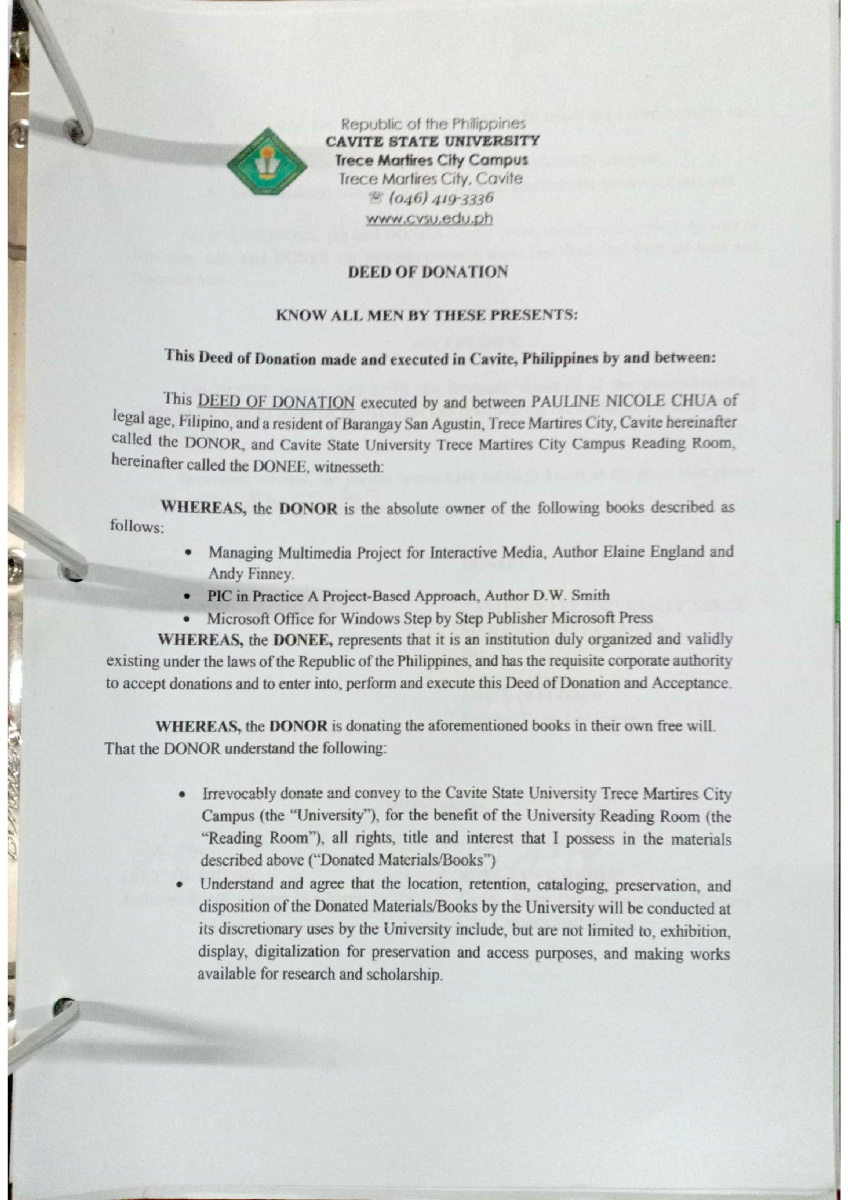 Republic of the Philippines
CAVITE STATE UNIVERSITY
Trece Martires City Campus
Trece Martires City, Cavite
☏ (046) 419-3336
www.cvsu.edu.ph
DEED OF DONATION
KNOW ALL MEN BY THESE PRESENTS:
This Deed of Donation made and executed in Cavite, Philippines by and between:
This DEED OF DONATION executed by and between PAULINE NICOLE CHUA of
legal age, Filipino, and a resident of Barangay San Agustin, Trece Martires City, Cavite hereinafter
called the DONOR, and Cavite State University Trece Martires City Campus Reading Room,
hereinafter called the DONEE, witnesseth:
WHEREAS, the DONOR is the absolute owner of the following books described as
follows:
• Managing Multimedia Project for Interactive Media, Author Elaine England and
Andy Finney.
• PIC in Practice A Project-Based Approach, Author D.W. Smith
• Microsoft Office for Windows Step by Step Publisher Microsoft Press
WHEREAS, the DONEE, represents that it is an institution duly organized and validly
existing under the laws of the Republic of the Philippines, and has the requisite corporate authority
to accept donations and to enter into, perform and execute this Deed of Donation and Acceptance.
WHEREAS, the DONOR is donating the aforementioned books in their own free will.
That the DONOR understand the following:
• Irrevocably donate and convey to the Cavite State University Trece Martires City
Campus (the “University”), for the benefit of the University Reading Room (the
“Reading Room”), all rights, title and interest that I possess in the materials
described above (“Donated Materials/Books”)
• Understand and agree that the location, retention, cataloging, preservation, and
disposition of the Donated Materials/Books by the University will be conducted at
its discretionary uses by the University include, but are not limited to, exhibition,
display, digitalization for preservation and access purposes, and making works
available for research and scholarship.